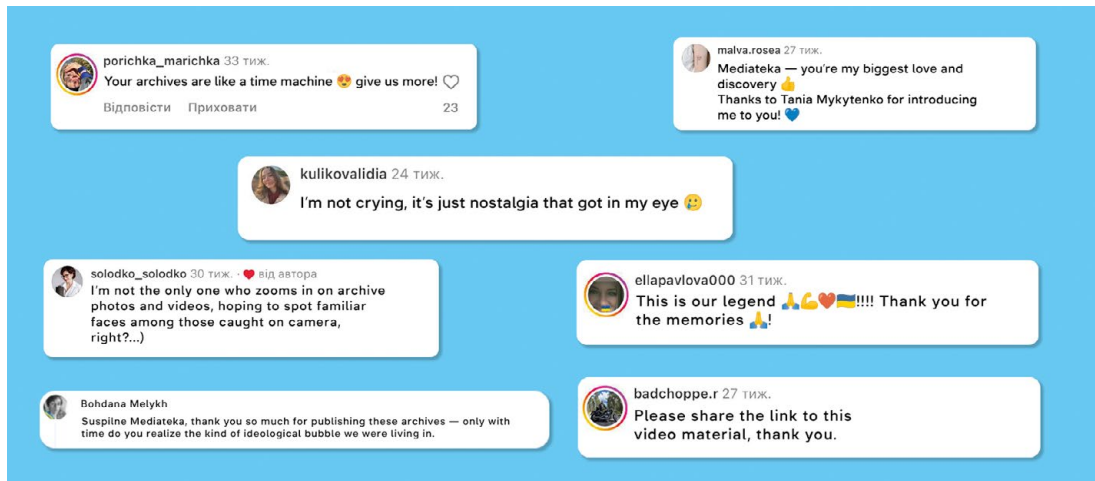 porichka_marichka 33 тиж.
Your archives are like a time machine 😍 give us more!
Відповісти Приховати 23
malva.rosea 27 тиж.
Mediateka — you're my biggest love and
discovery 👍
Thanks to Tania Mykytenko for introducing
me to you! 💙
kulikovalidia 24 тиж.
I'm not crying, it's just nostalgia that got in my eye 🥲
solodko_solodko 30 тиж. · ❤️ від автора
I'm not the only one who zooms in on archive
photos and videos, hoping to spot familiar
faces among those caught on camera,
right?...)
ellapavlova000 31 тиж.
This is our legend 🙏💪❤️🇺🇦!!!! Thank you for
the memories 🙏!
Bohdana Melykh
Suspilne Mediateka, thank you so much for publishing these archives — only with
time do you realize the kind of ideological bubble we were living in.
badchoppe.r 27 тиж.
Please share the link to this
video material, thank you.